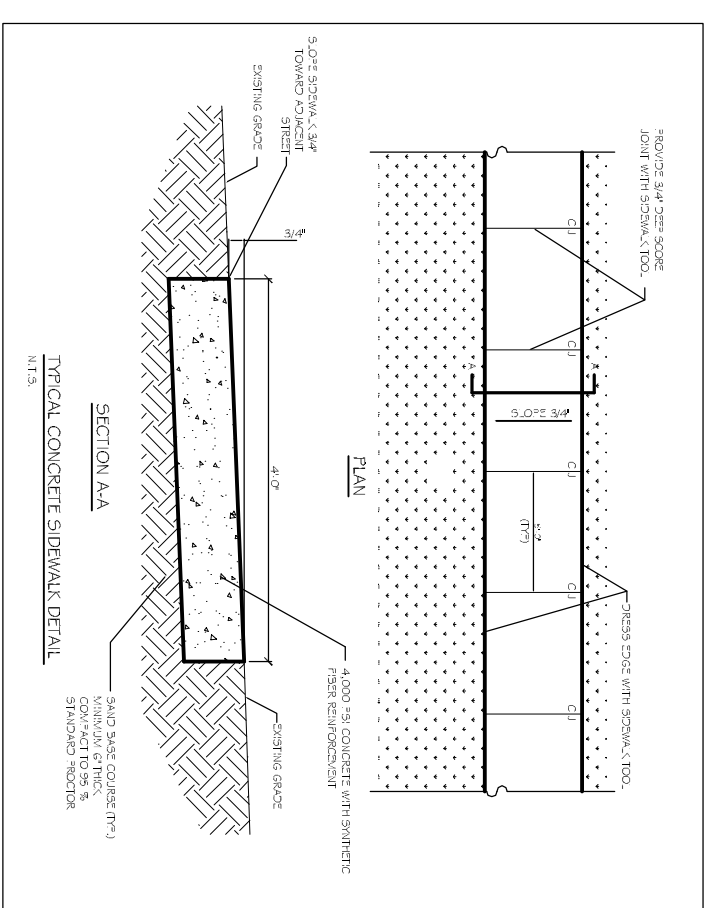 PROVIDE 3/4" DEEP SCORE
JOINT WITH SIDEWALK TOOL
DRESS EDGE WITH SIDEWALK TOOL
CJ
CJ
CJ
CJ
CJ
A
A
SLOPE 3/4"
(TYP.)
PLAN
SLOPE SIDEWALK 3/4"
TOWARD ADJACENT
STREET
EXISTING GRADE
3/4"
4'-0"
4,000 PSI CONCRETE WITH SYNTHETIC
FIBER REINFORCEMENT
EXISTING GRADE
SAND BASE COURSE (TYP.)
MINIMUM 6" THICK
COMPACT TO 95 %
STANDARD PROCTOR
SECTION A-A
TYPICAL CONCRETE SIDEWALK DETAIL
N.T.S.